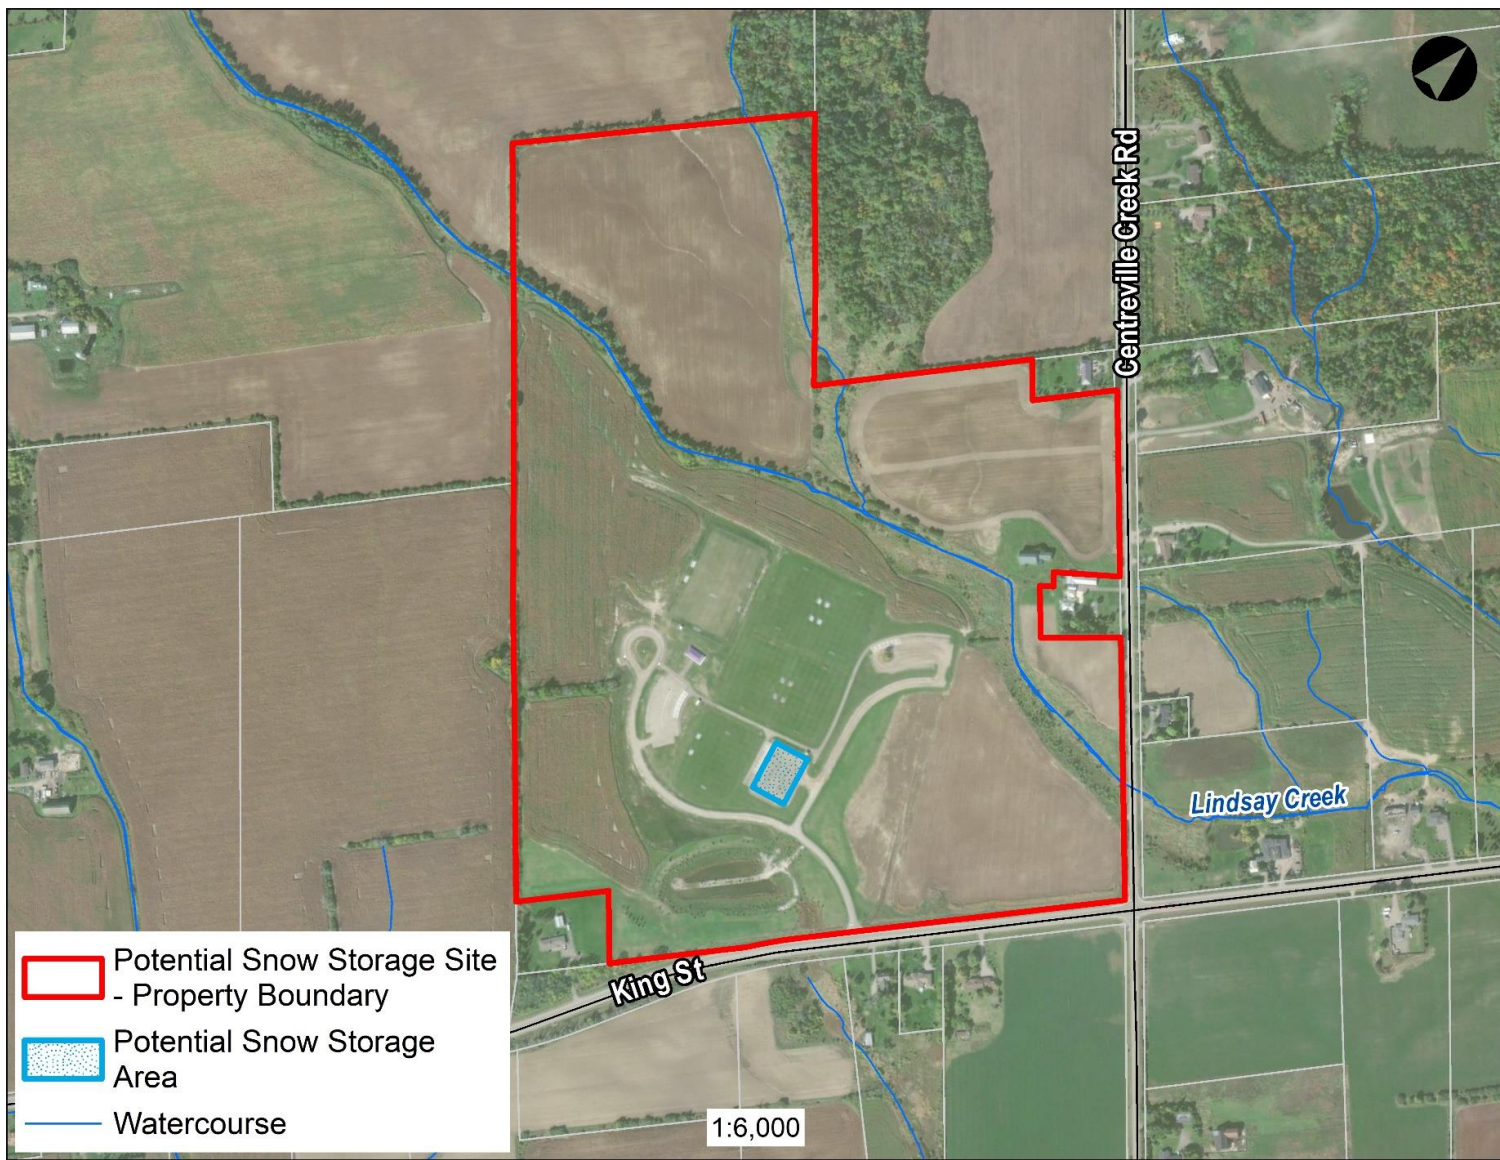 Centreville Creek Rd
Lindsay Creek
King St
Potential Snow Storage Site
- Property Boundary
Potential Snow Storage
Area
Watercourse
1:6,000